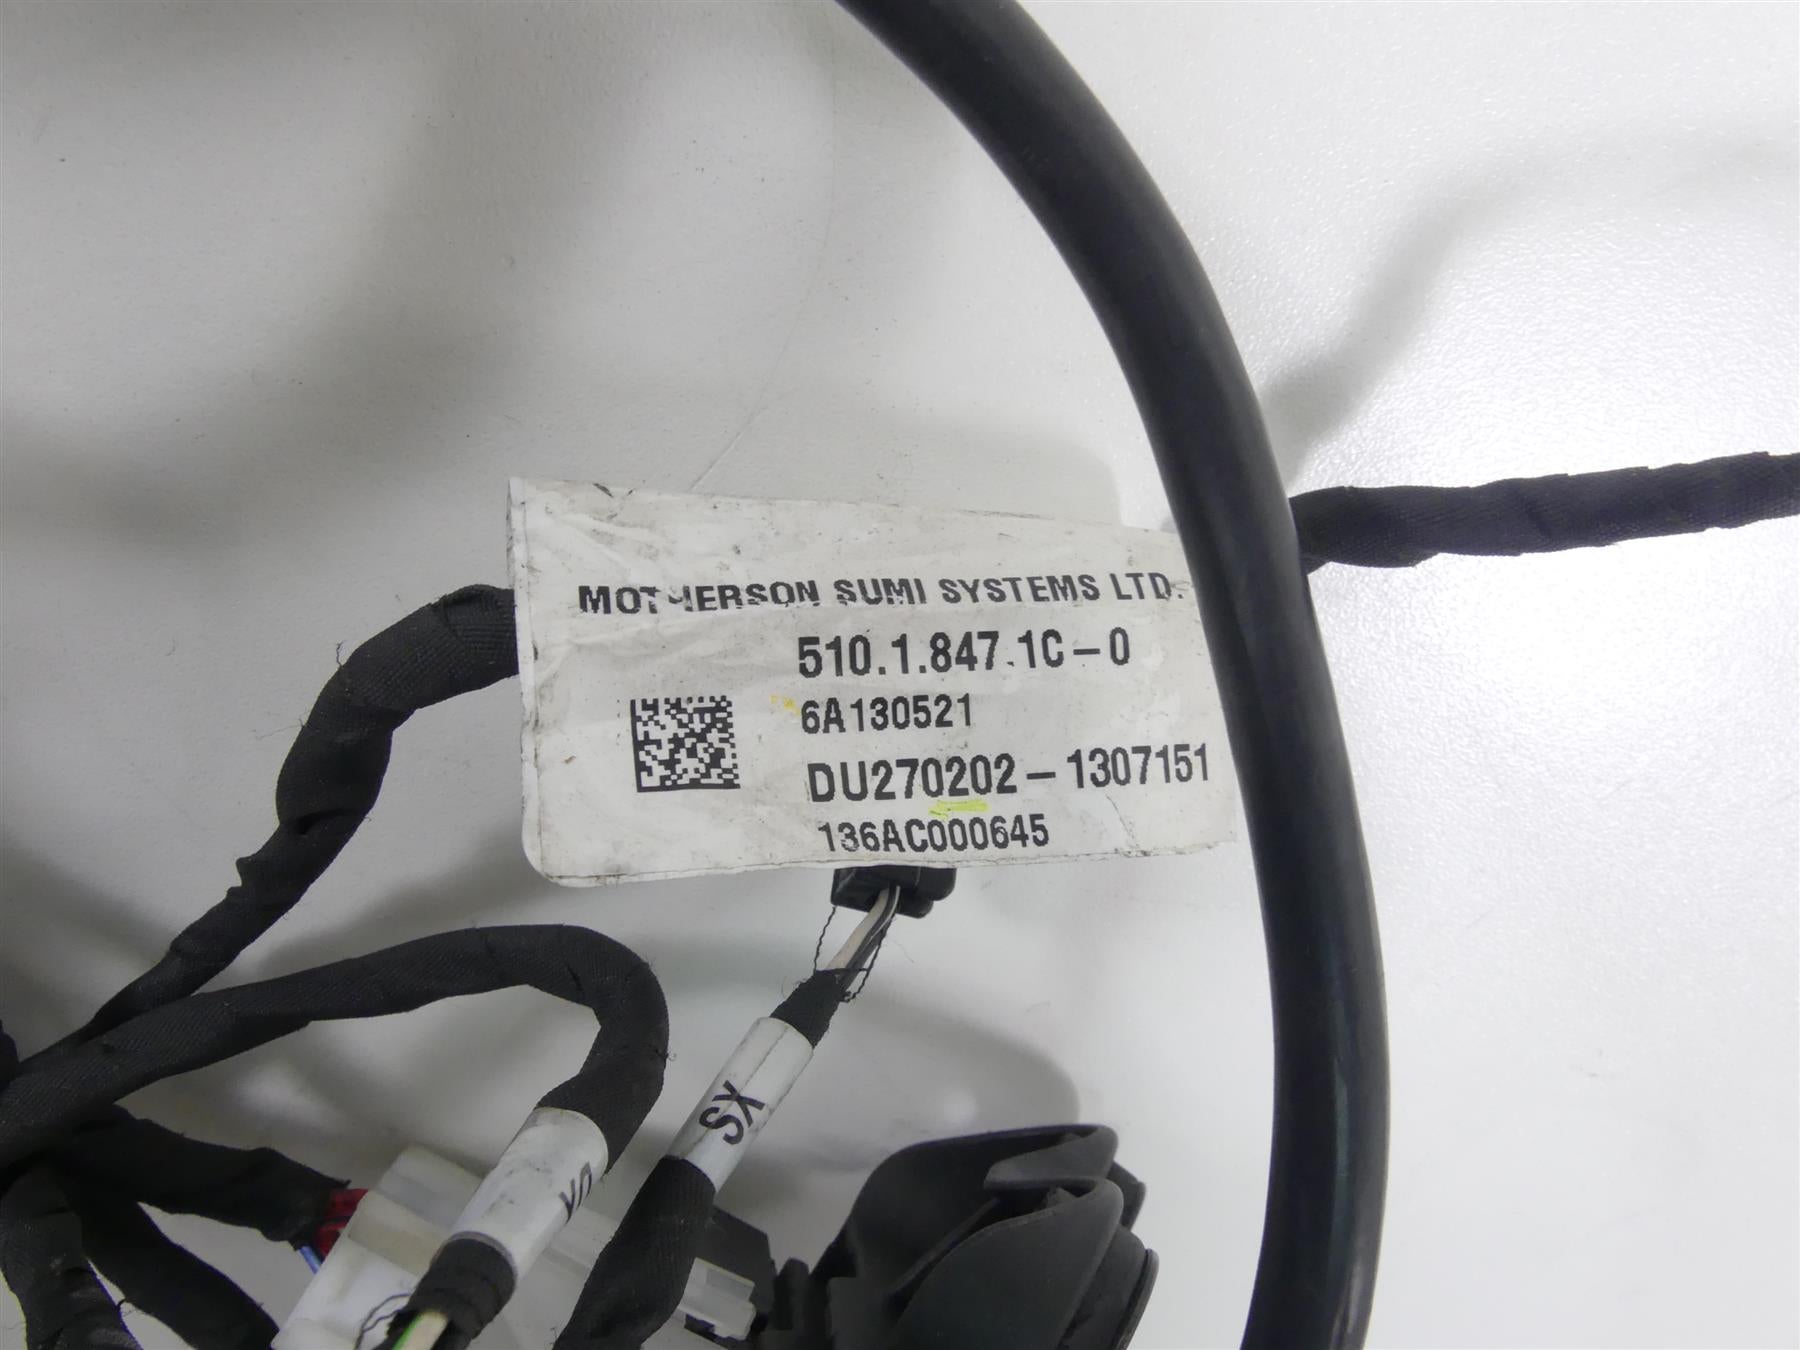 MOTHERSON SUMI SYSTEMS LTD.
510.1.847.1C-0
6A130521
DU270202-1307151
136AC000645
SX